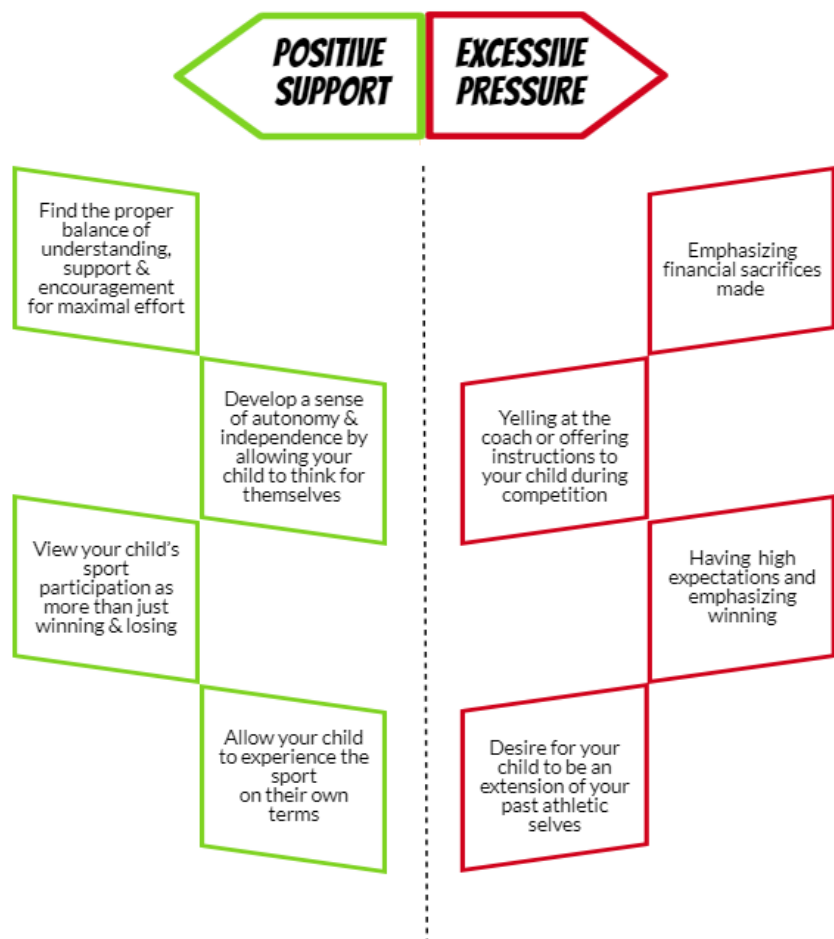 POSITIVE
SUPPORT
EXCESSIVE
PRESSURE
Find the proper
balance of
understanding,
support &
encouragement
for maximal effort
Develop a sense
of autonomy &
independence by
allowing your
child to think for
themselves
View your child's
sport
participation as
more than just
winning & losing
Allow your child
to experience the
sport
on their own
terms
Emphasizing
financial sacrifices
made
Yelling at the
coach or offering
instructions to
your child during
competition
Having high
expectations and
emphasizing
winning
Desire for your
child to be an
extension of your
past athletic
selves